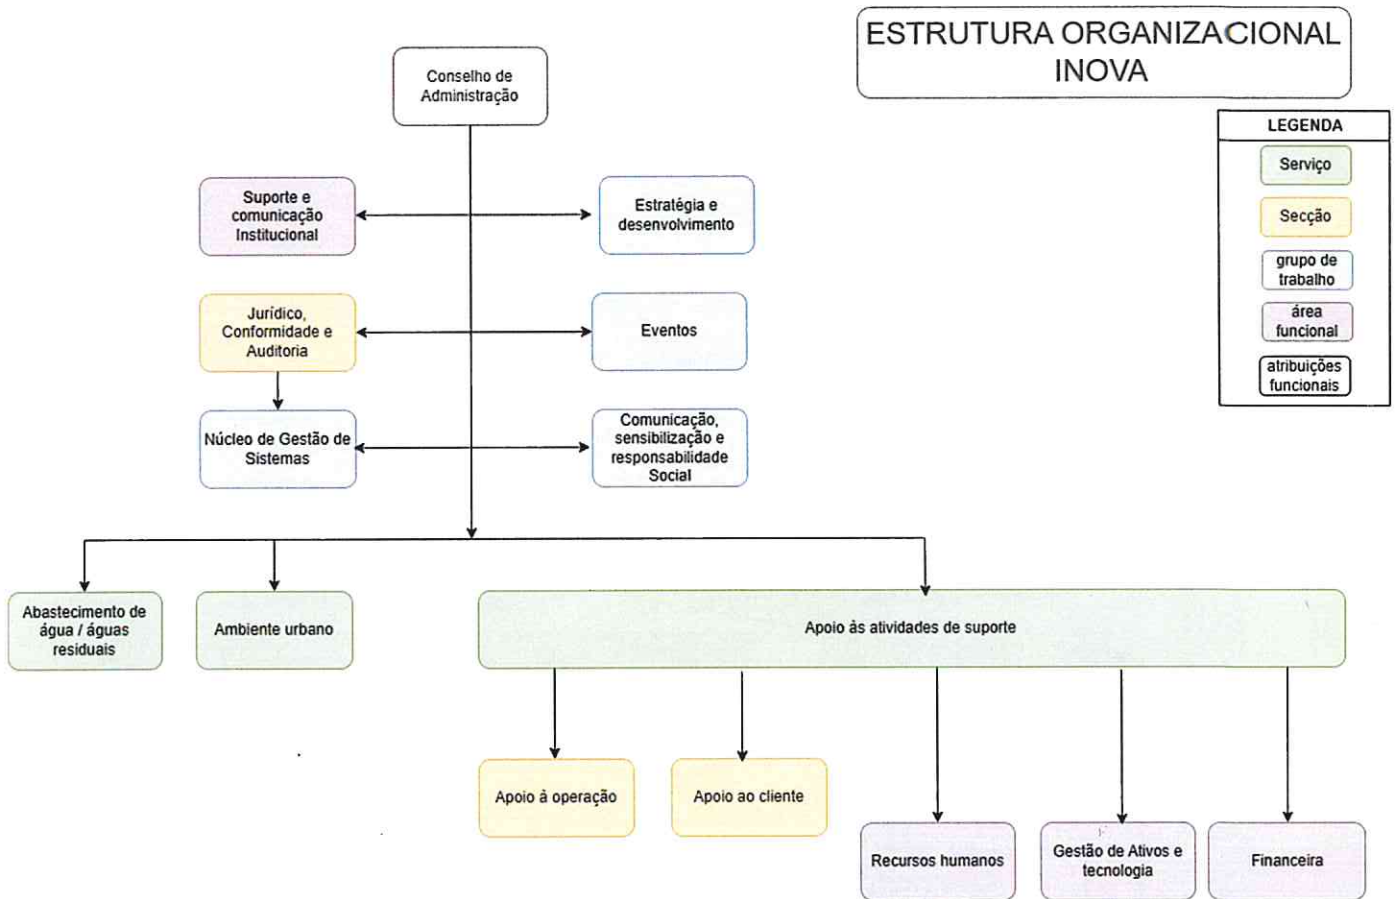 ESTRUTURA ORGANIZACIONAL
INOVA
Conselho de
Administração
LEGENDA
Serviço
Secção
grupo de
trabalho
área
funcional
atribuições
funcionais
Suporte e
comunicação
Institucional
Estratégia e
desenvolvimento
Jurídico,
Conformidade e
Auditoria
Eventos
Núcleo de Gestão de
Sistemas
Comunicação,
sensibilização e
responsabilidade
Social
Abastecimento de
água / águas
residuais
Ambiente urbano
Apoio às atividades de suporte
Apoio à operação
Apoio ao cliente
Recursos humanos
Gestão de Ativos e
tecnologia
Financeira